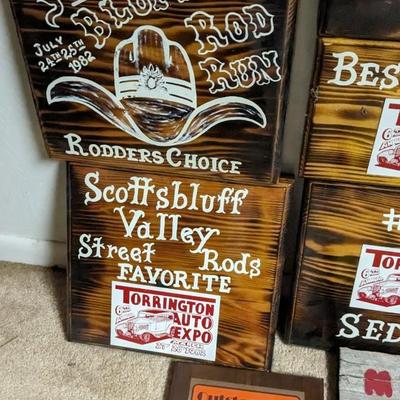 JULY
24TH 25TH
1982
ROD
RUN
RODDERS CHOICE
Scottsbluff
Valley
Street Rods
FAVORITE
TORRINGTON
AUTO
EXPO
BES
#
SED